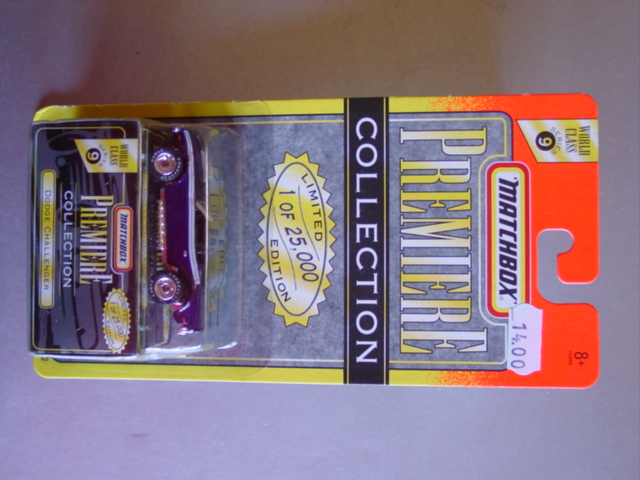 MATCHBOX
14.00
8+
WORLD
CLASS
9
PREMIERE
COLLECTION
LIMITED
1 OF 25,000
EDITION
WORLD
CLASS
9
MATCHBOX
PREMIERE
COLLECTION
DODGE CHALLENGER